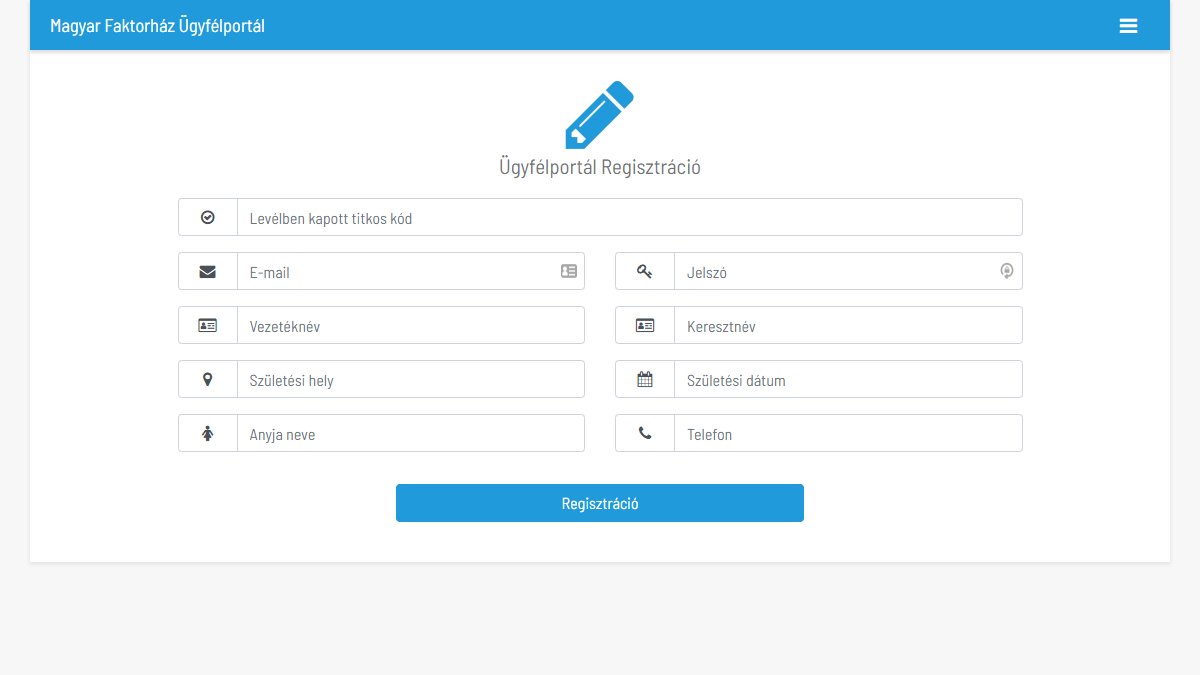 Magyar Faktorház Ügyfélportál
Ügyfélportál Regisztráció
Levélben kapott titkos kód
E-mail
Jelszó
Vezetéknév
Keresztnév
Születési hely
Születési dátum
Anyja neve
Telefon
Regisztráció